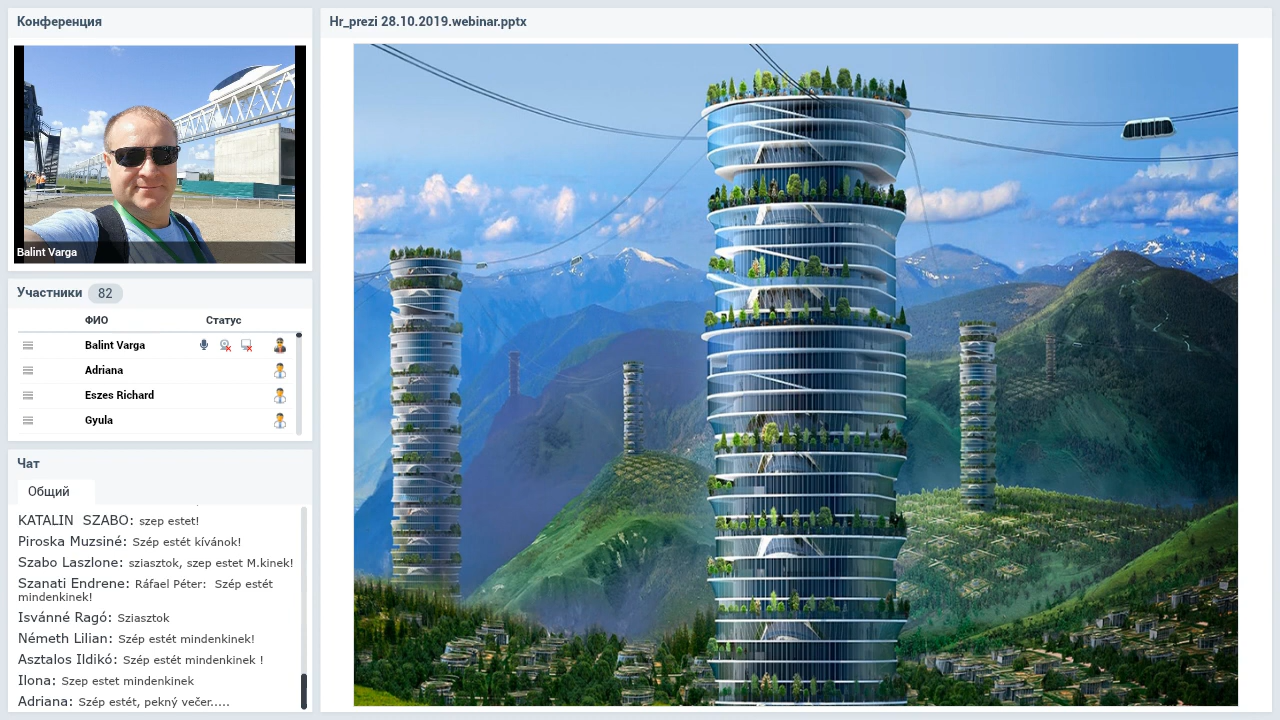 Конференция
Balint Varga
Участники 82
ФИО Статус
Balint Varga
Adriana
Eszes Richard
Gyula
Чат
Общий
KATALIN SZABO: szep estet!
Piroska Muzsiné: Szép estét kívánok!
Szabo Laszlone: sziasztok, szep estet M.kinek!
Szanati Endrene: Ráfael Péter: Szép estét
mindenkinek!
Isvánné Ragó: Sziasztok
Németh Lilian: Szép estét mindenkinek!
Asztalos Ildikó: Szép estét mindenkinek !
Ilona: Szep estet mindenkinek
Adriana: Szép estét, pekný večer.....
Hr_prezi 28.10.2019.webinar.pptx